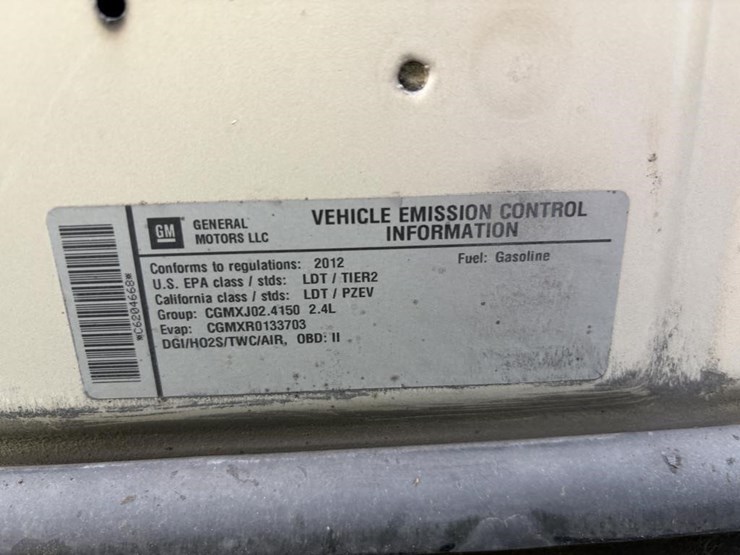 GM GENERAL MOTORS LLC
VEHICLE EMISSION CONTROL
INFORMATION
Conforms to regulations: 2012
Fuel: Gasoline
U.S. EPA class / stds: LDT / TIER2
California class / stds: LDT / PZEV
Group: CGMXJ02.4150 2.4L
Evap: CGMXR0133703
DGI/HO2S/TWC/AIR, OBD: II
*C6204668*